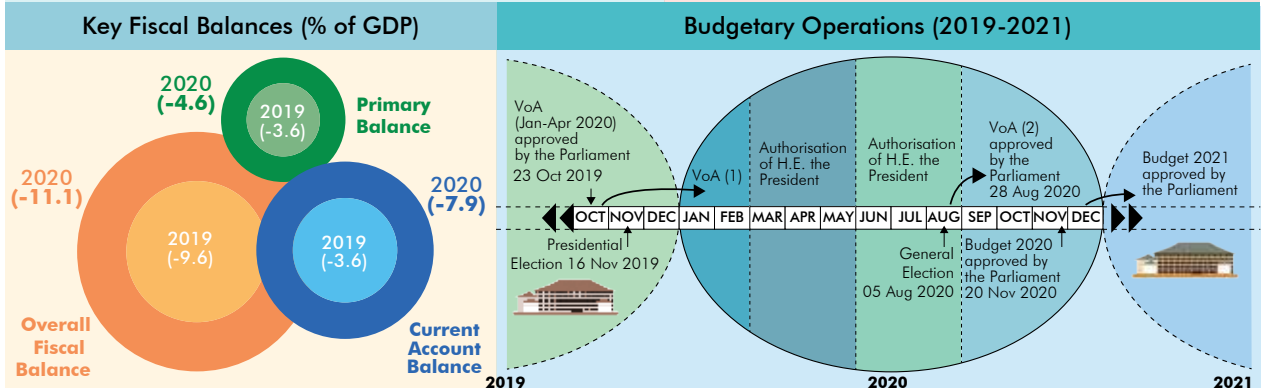 Key Fiscal Balances (% of GDP)
2020
(-4.6)
2019
(-3.6)
Primary
Balance
2020
(-11.1)
2019
(-9.6)
Overall
Fiscal
Balance
2020
(-7.9)
2019
(-3.6)
Current
Account
Balance
Budgetary Operations (2019-2021)
VoA
(Jan-Apr 2020)
approved
by the Parliament
23 Oct 2019
VoA (1)
Authorisation
of H.E. the
President
Authorisation
of H.E. the
President
VoA (2)
approved
by the
Parliament
28 Aug 2020
Budget 2021
approved by
the Parliament
OCT NOV DEC JAN FEB MAR APR MAY JUN JUL AUG SEP OCT NOV DEC
Presidential
Election 16 Nov 2019
General
Election
05 Aug 2020
Budget 2020
approved by
the Parliament
20 Nov 2020
2019 2020 2021